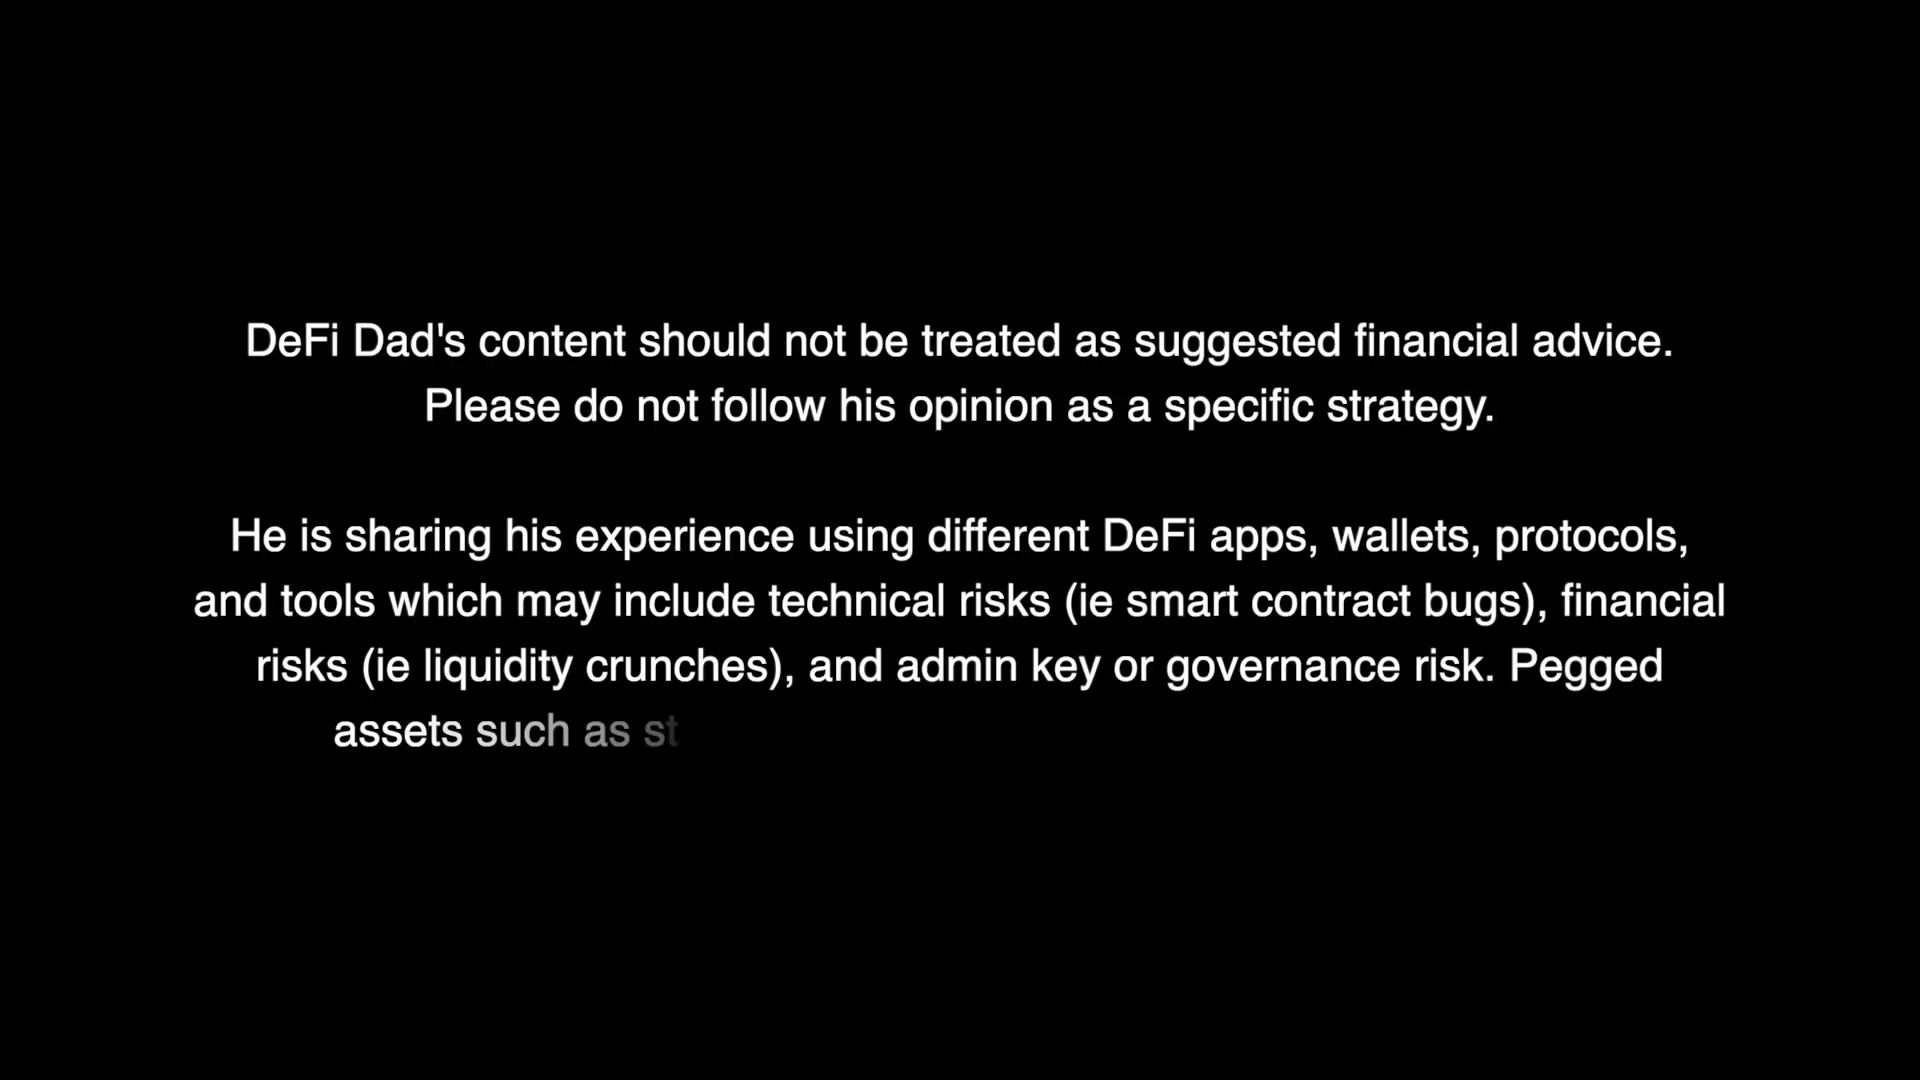 DeFi Dad's content should not be treated as suggested financial advice.
Please do not follow his opinion as a specific strategy.
He is sharing his experience using different DeFi apps, wallets, protocols,
and tools which may include technical risks (ie smart contract bugs), financial
risks (ie liquidity crunches), and admin key or governance risk. Pegged
assets such as st